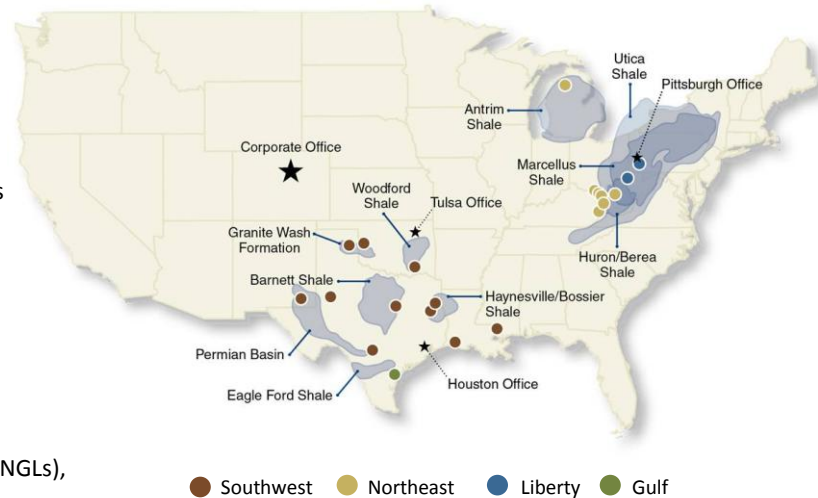 Utica
Shale
Pittsburgh Office
Antrim
Shale
Corporate Office
Marcellus
Shale
s
Woodford
Shale
Tulsa Office
Granite Wash
Formation
Huron/Berea
Shale
Barnett Shale
Haynesville/Bossier
Shale
Permian Basin
Houston Office
Eagle Ford Shale
NGLs),
Southwest
Northeast
Liberty
Gulf